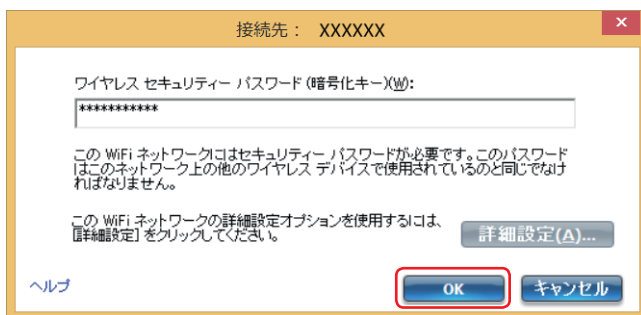 接続先： XXXXXX
×
ワイヤレス セキュリティー パスワード (暗号化キー)(W):
***********
この WiFi ネットワークにはセキュリティー パスワードが必要です。このパスワード
はこのネットワーク上の他のワイヤレス デバイスで使用されているのと同じでなけ
ればなりません。
この WiFi ネットワークの詳細設定オプションを使用するには、
[詳細設定] をクリックしてください。
詳細設定(A)...
ヘルプ
OK
キャンセル